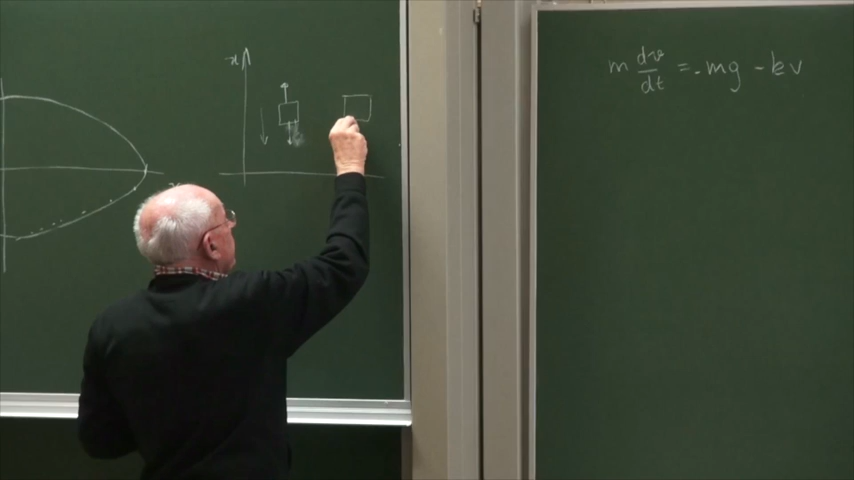 x
m dv/dt = -mg - kv